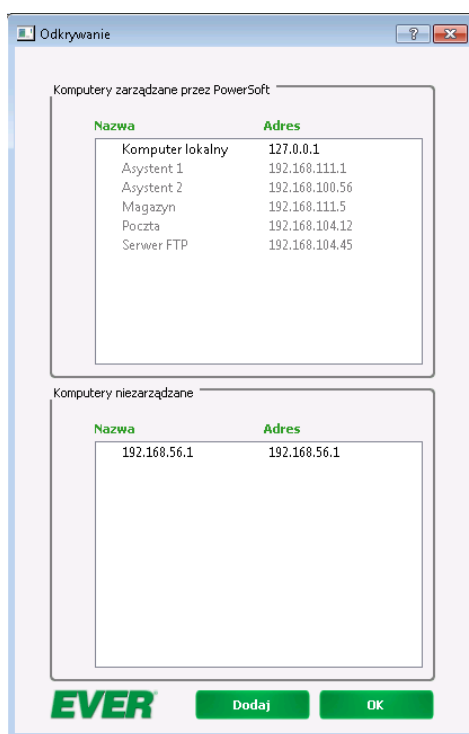 Odkrywanie
Komputery zarządzane przez PowerSoft
Nazwa Adres
Komputer lokalny 127.0.0.1
Asystent 1 192.168.111.1
Asystent 2 192.168.100.56
Magazyn 192.168.111.5
Poczta 192.168.104.12
Serwer FTP 192.168.104.45
Komputery niezarządzane
Nazwa Adres
192.168.56.1 192.168.56.1
EVER Dodaj OK